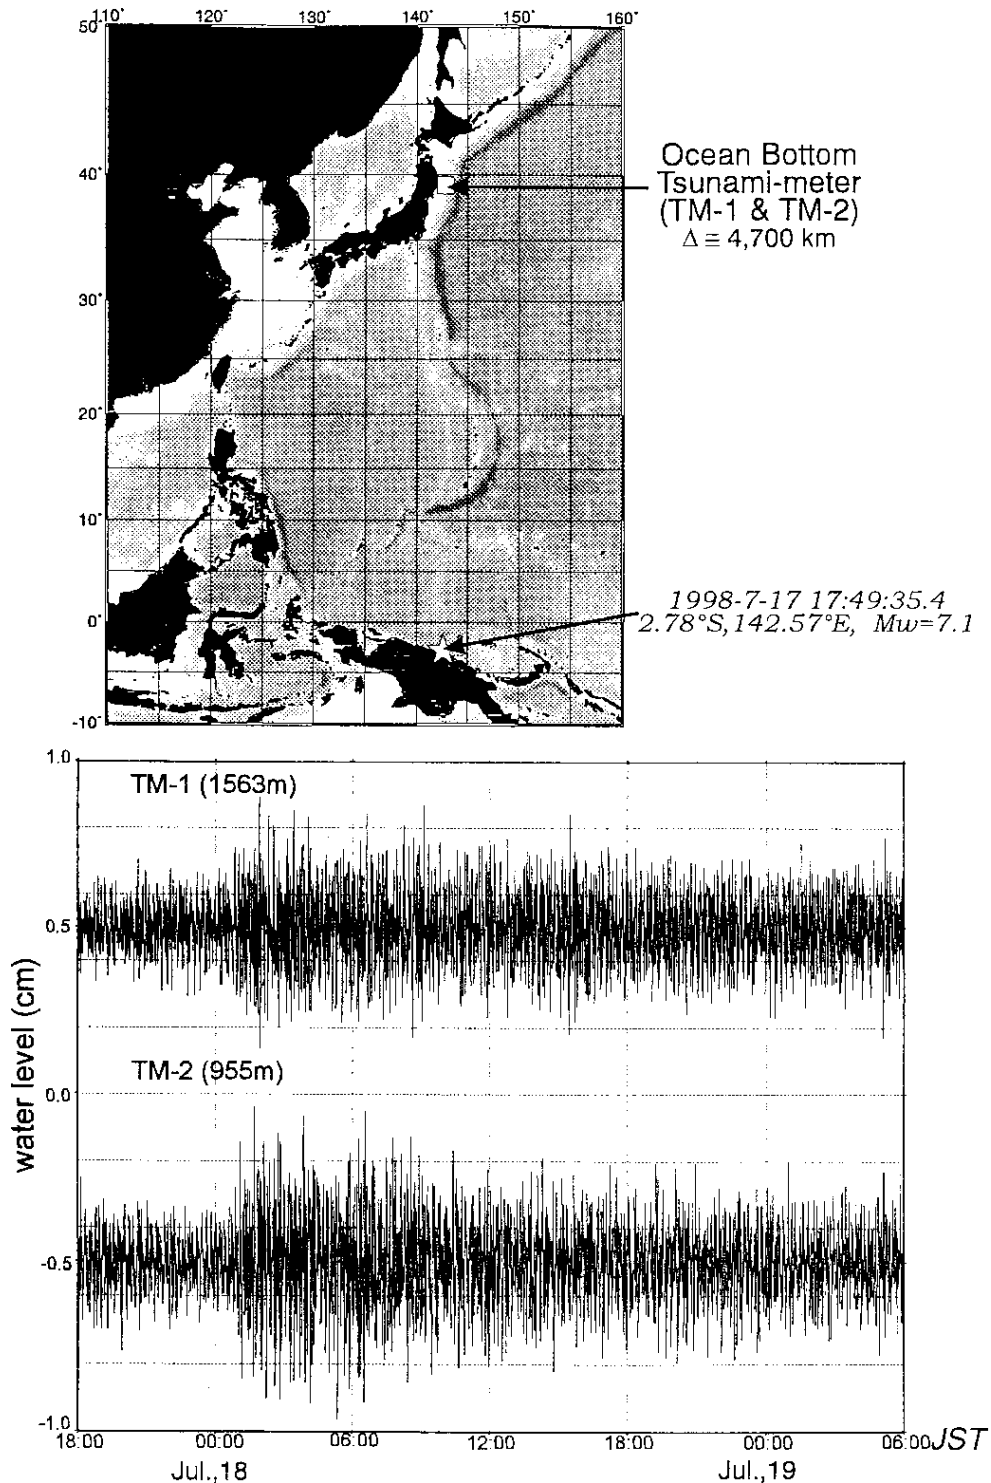 110° 120° 130° 140° 150° 160°
50°
40°
30°
20°
10°
0°
-10°
Ocean Bottom
Tsunami-meter
(TM-1 & TM-2)
Δ ≅ 4,700 km
1998-7-17 17:49:35.4
2.78°S,142.57°E, Mw=7.1
1.0
TM-1 (1563m)
0.5
water level (cm)
TM-2 (955m)
0.0
-0.5
-1.0
18:00 00:00 06:00 12:00 18:00 00:00 06:00 JST
Jul.,18 Jul.,19